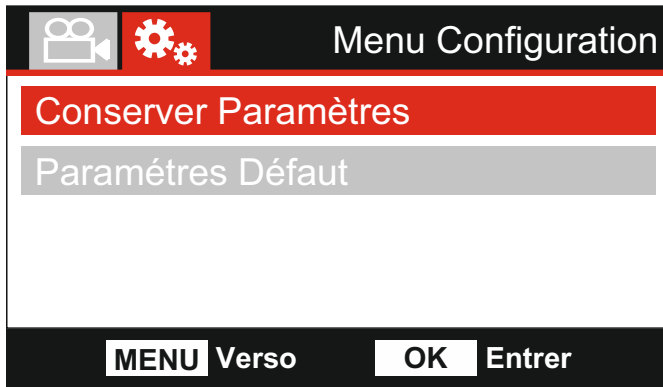 Menu Configuration
Conserver Paramètres
Paramétres Défaut
MENU Verso OK Entrer